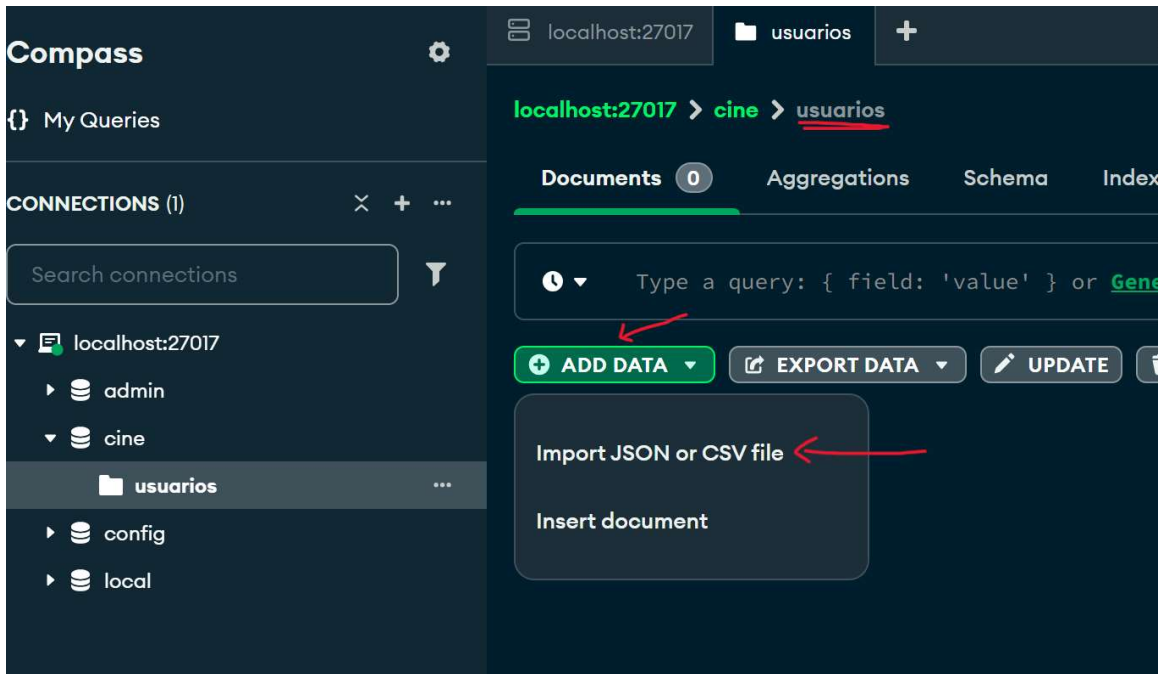 Compass
{} My Queries
CONNECTIONS (1)
Search connections
localhost:27017
admin
cine
usuarios
config
local
localhost:27017
usuarios
localhost:27017 > cine > usuarios
Documents 0 Aggregations Schema Index
Type a query: { field: 'value' } or Gene
ADD DATA EXPORT DATA UPDATE
Import JSON or CSV file
Insert document